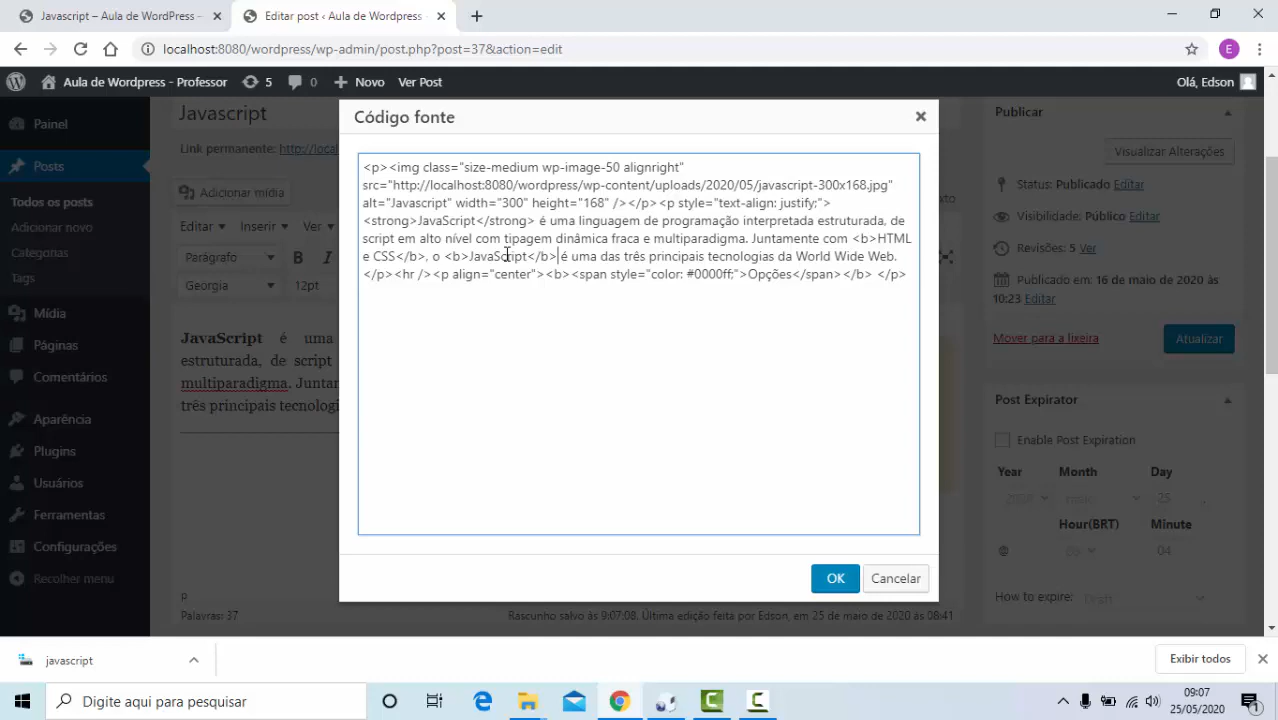 Javascript – Aula de WordPress - × Editar post ‹ Aula de WordPress - ×
localhost:8080/wordpress/wp-admin/post.php?post=37&action=edit E
Aula de Wordpress - Professor 5 0 Novo Ver Post Olá, Edson
Painel
Posts
Todos os posts
Adicionar novo
Categorias
Tags
Mídia
Páginas
Comentários
Aparência
Plugins
Usuários
Ferramentas
Configurações
Recolher menu
Javascript
Link permanente: http://local
Adicionar mídia
Editar Inserir Ver
Parágrafo B I
Georgia 12pt
JavaScript é uma
estruturada, de script
multiparadigma. Juntar
três principais tecnologi
p
Palavras: 37 Rascunho salvo às 9:07:08. Última edição feita por Edson, em 25 de maio de 2020 às 08:41
Código fonte ×
<p><img class="size-medium wp-image-50 alignright"
src="http://localhost:8080/wordpress/wp-content/uploads/2020/05/javascript-300x168.jpg"
alt="Javascript" width="300" height="168" /></p><p style="text-align: justify;">
<strong>JavaScript</strong> é uma linguagem de programação interpretada estruturada, de
script em alto nível com tipagem dinâmica fraca e multiparadigma. Juntamente com <b>HTML
e CSS</b>, o <b>JavaScript</b> é uma das três principais tecnologias da World Wide Web.
</p><hr /><p align="center"><b><span style="color: #0000ff;">Opções</span></b> </p>
OK Cancelar
Publicar
Visualizar Alterações
Status: Publicado Editar
Visibilidade: Público Editar
Revisões: 5 Ver
Publicado em: 16 de maio de 2020 às
10:23 Editar
Mover para a lixeira Atualizar
Post Expirator
Enable Post Expiration
Year Month Day
2020 maio 25 ,
Hour(BRT) Minute
@ 04
How to expire: Draft
javascript Exibir todos
Digite aqui para pesquisar
09:07
25/05/2020
1